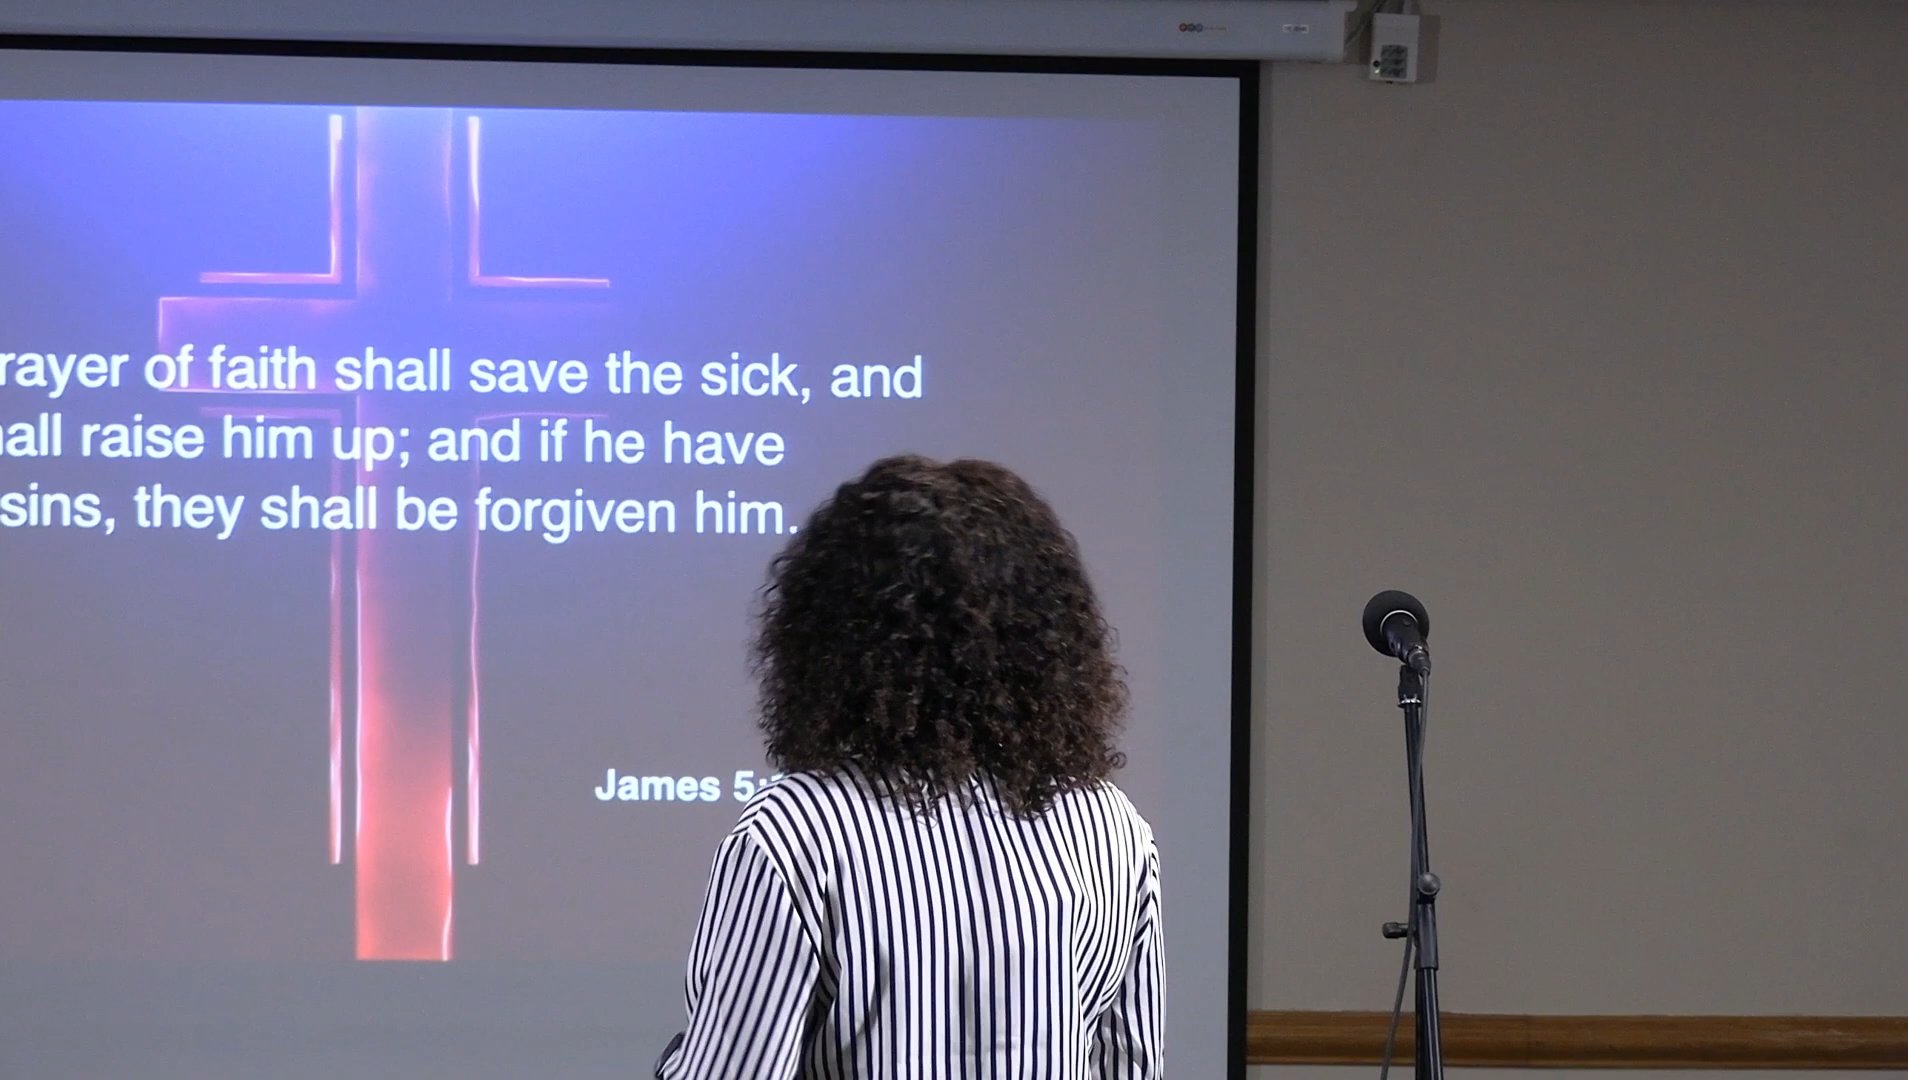 rayer of faith shall save the sick, and
hall raise him up; and if he have
sins, they shall be forgiven him.
James 5: